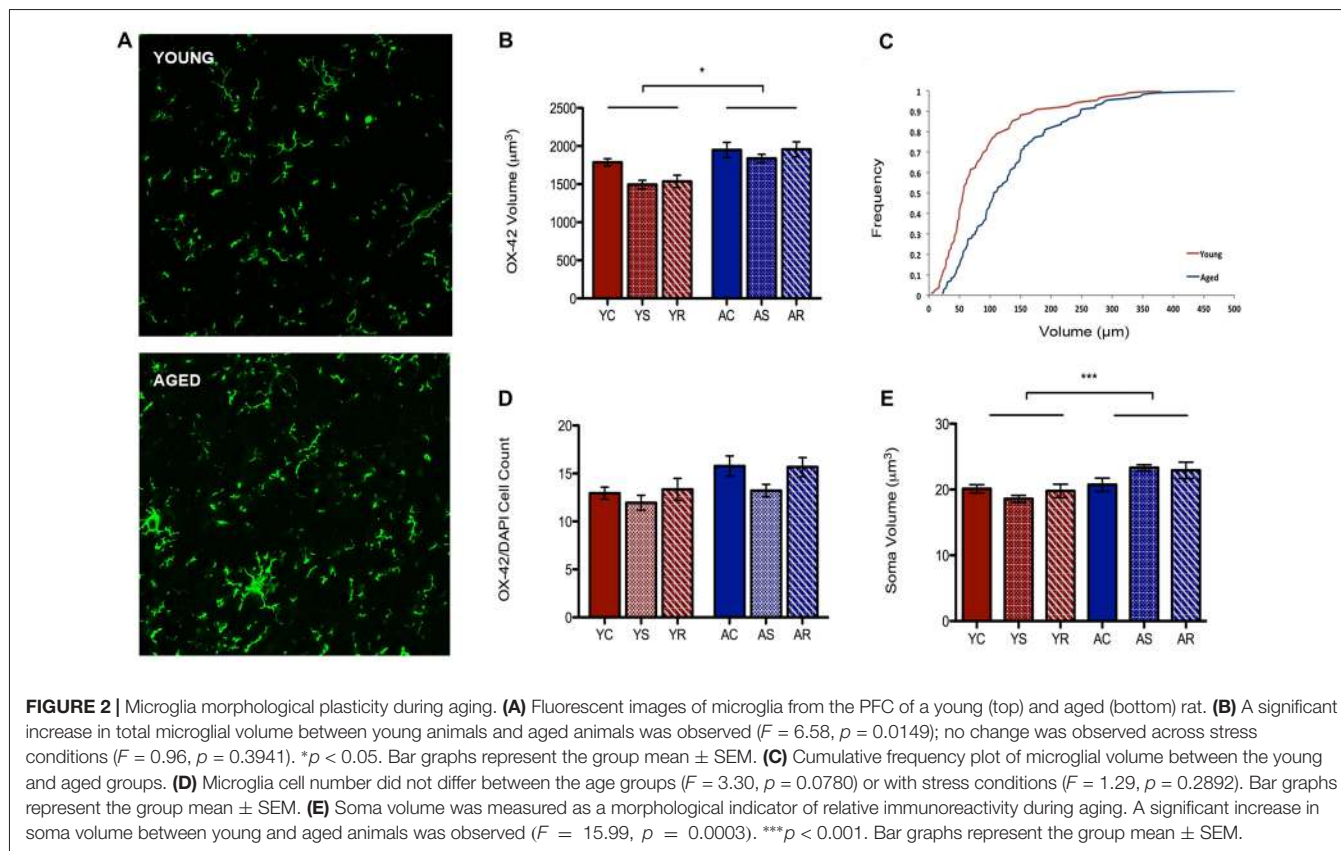 A
YOUNG
AGED
B
*
OX-42 Volume (µm³)
2500
2000
1500
1000
500
0
YC YS YR AC AS AR
C
Frequency
1
0.9
0.8
0.7
0.6
0.5
0.4
0.3
0.2
0.1
0
0 50 100 150 200 250 300 350 400 450 500
Volume (µm)
Young
Aged
D
OX-42/DAPI Cell Count
20
15
10
5
0
YC YS YR AC AS AR
E
***
Soma Volume (µm³)
30
20
10
0
YC YS YR AC AS AR
FIGURE 2 | Microglia morphological plasticity during aging. (A) Fluorescent images of microglia from the PFC of a young (top) and aged (bottom) rat. (B) A significant
increase in total microglial volume between young animals and aged animals was observed (F = 6.58, p = 0.0149); no change was observed across stress
conditions (F = 0.96, p = 0.3941). *p < 0.05. Bar graphs represent the group mean ± SEM. (C) Cumulative frequency plot of microglial volume between the young
and aged groups. (D) Microglia cell number did not differ between the age groups (F = 3.30, p = 0.0780) or with stress conditions (F = 1.29, p = 0.2892). Bar graphs
represent the group mean ± SEM. (E) Soma volume was measured as a morphological indicator of relative immunoreactivity during aging. A significant increase in
soma volume between young and aged animals was observed (F = 15.99, p = 0.0003). ***p < 0.001. Bar graphs represent the group mean ± SEM.